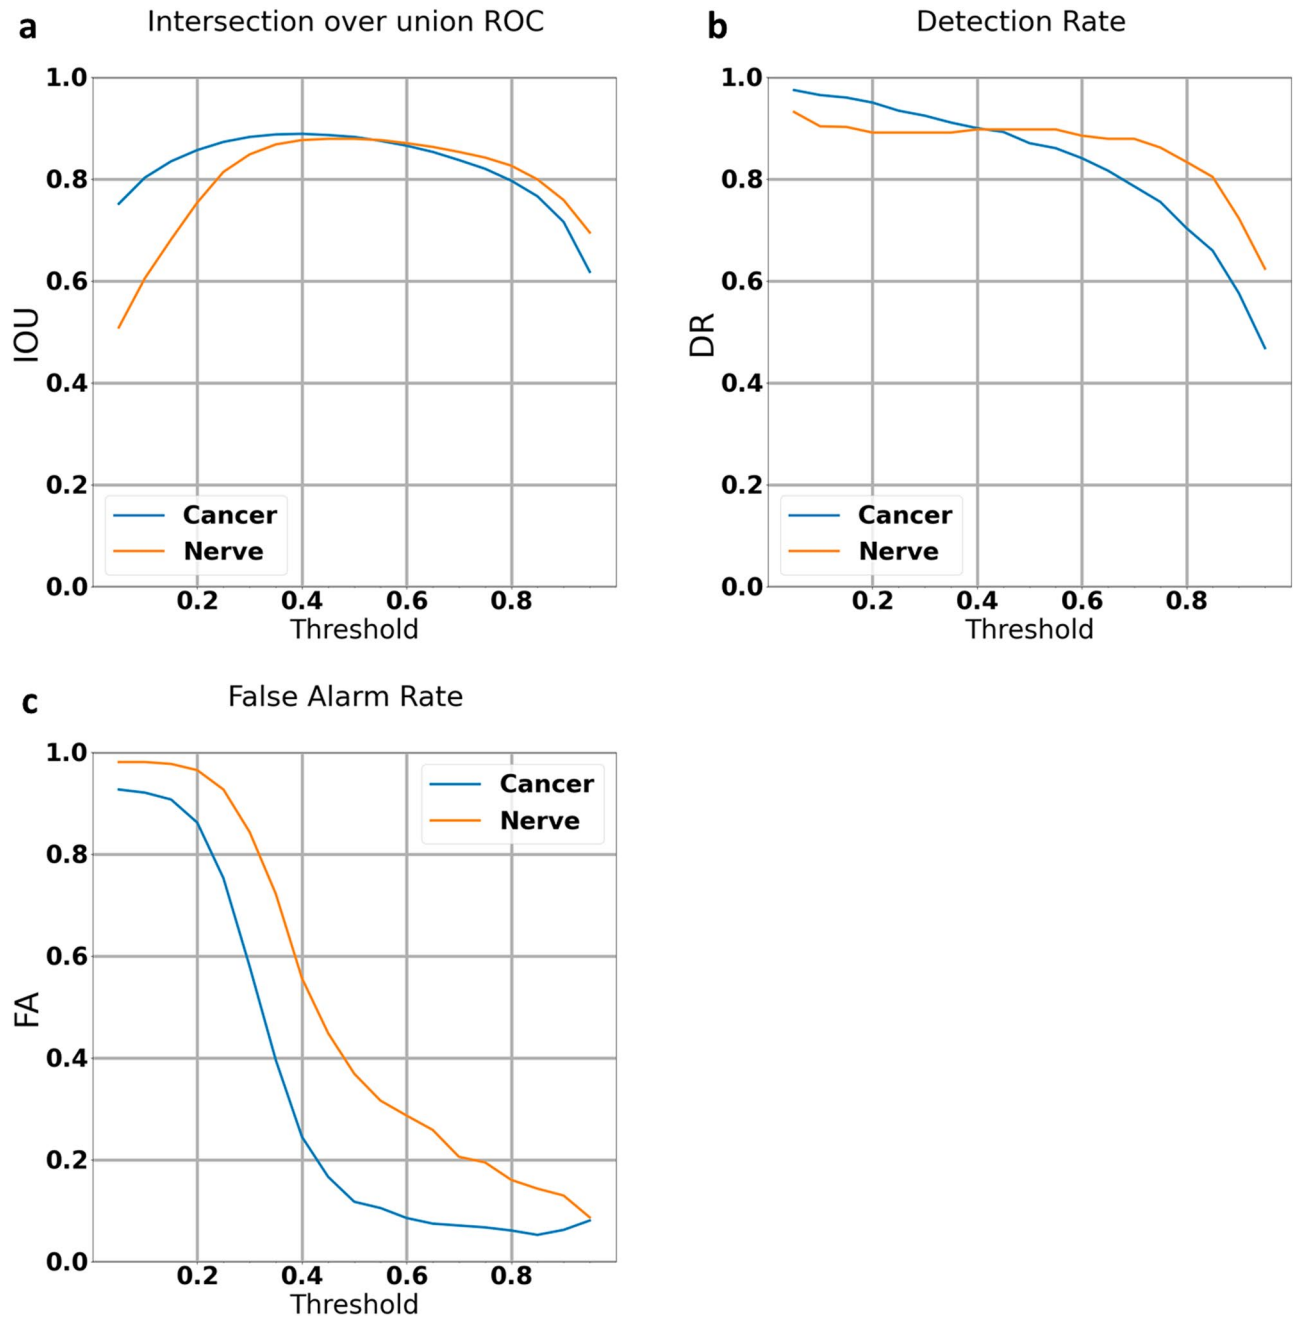 a
Intersection over union ROC
1.0
0.8
0.6
0.4
0.2
0.0
IOU
Cancer
Nerve
0.2 0.4 0.6 0.8
Threshold
b
Detection Rate
1.0
0.8
0.6
0.4
0.2
0.0
DR
Cancer
Nerve
0.2 0.4 0.6 0.8
Threshold
c
False Alarm Rate
1.0
0.8
0.6
0.4
0.2
0.0
FA
Cancer
Nerve
0.2 0.4 0.6 0.8
Threshold